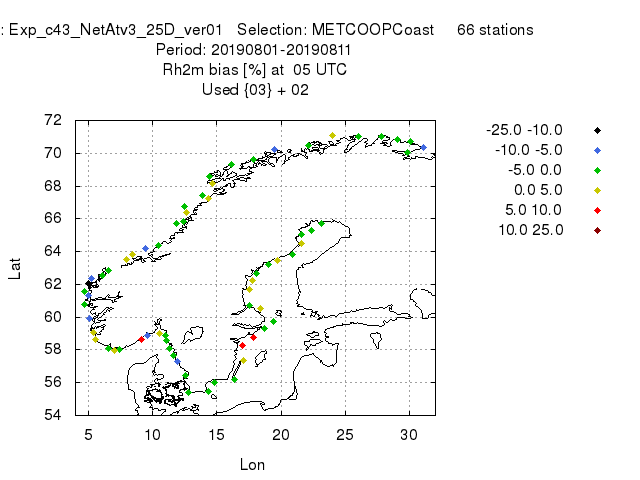 : Exp_c43_NetAtv3_25D_ver01 Selection: METCOOPCoast 66 stations
Period: 20190801-20190811
Rh2m bias [%] at 05 UTC
Used {03} + 02
72
70
68
66
64
62
60
58
56
54
Lat
5 10 15 20 25 30
Lon
-25.0 -10.0
-10.0 -5.0
-5.0 0.0
0.0 5.0
5.0 10.0
10.0 25.0